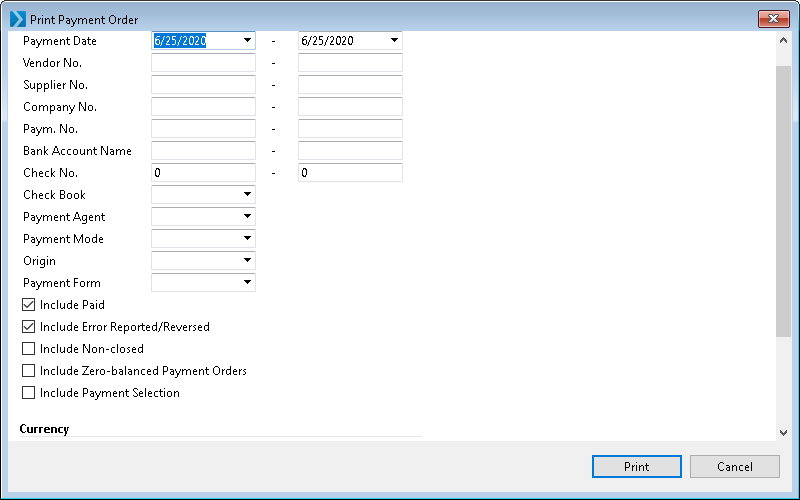 Print Payment Order
Payment Date 6/25/2020 - 6/25/2020
Vendor No. -
Supplier No. -
Company No. -
Paym. No. -
Bank Account Name -
Check No. 0 - 0
Check Book
Payment Agent
Payment Mode
Origin
Payment Form
Include Paid
Include Error Reported/Reversed
Include Non-closed
Include Zero-balanced Payment Orders
Include Payment Selection
Currency
Print Cancel